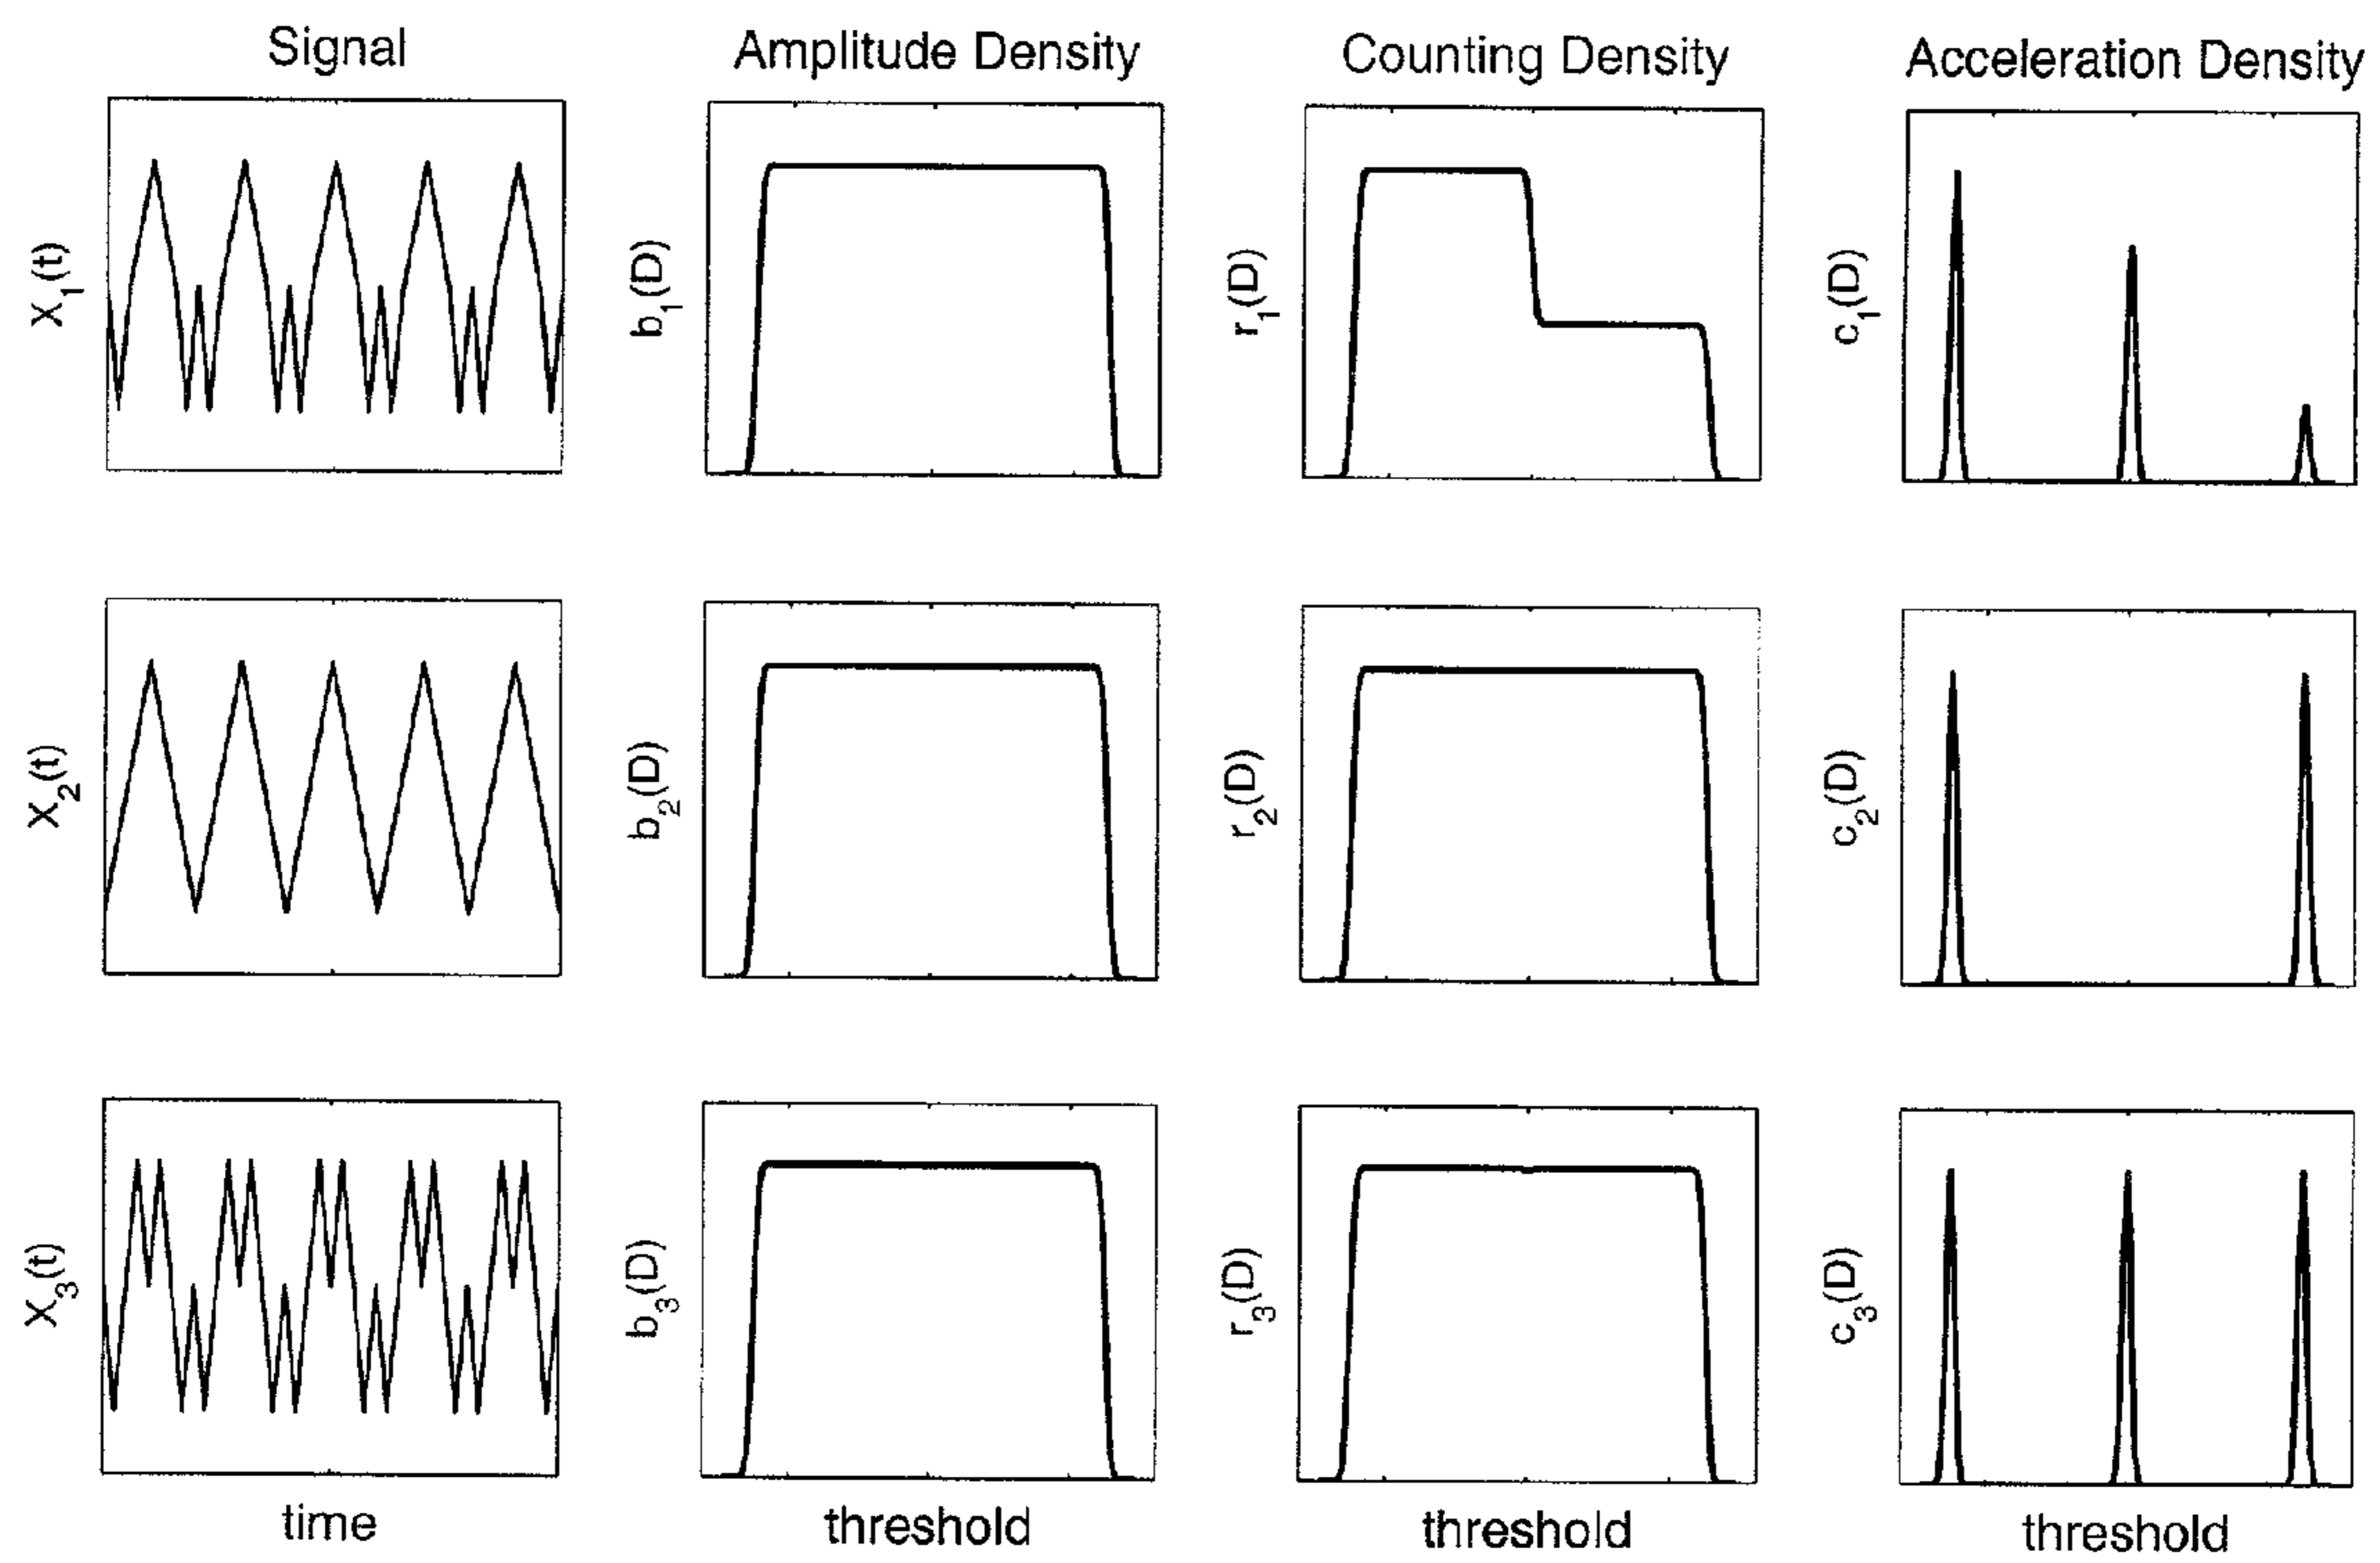 Signal
Amplitude Density
Counting Density
Acceleration Density
X1(t)
b1(D)
r1(D)
c1(D)
X2(t)
b2(D)
r2(D)
c2(D)
X3(t)
b3(D)
r3(D)
c3(D)
time
threshold
threshold
threshold